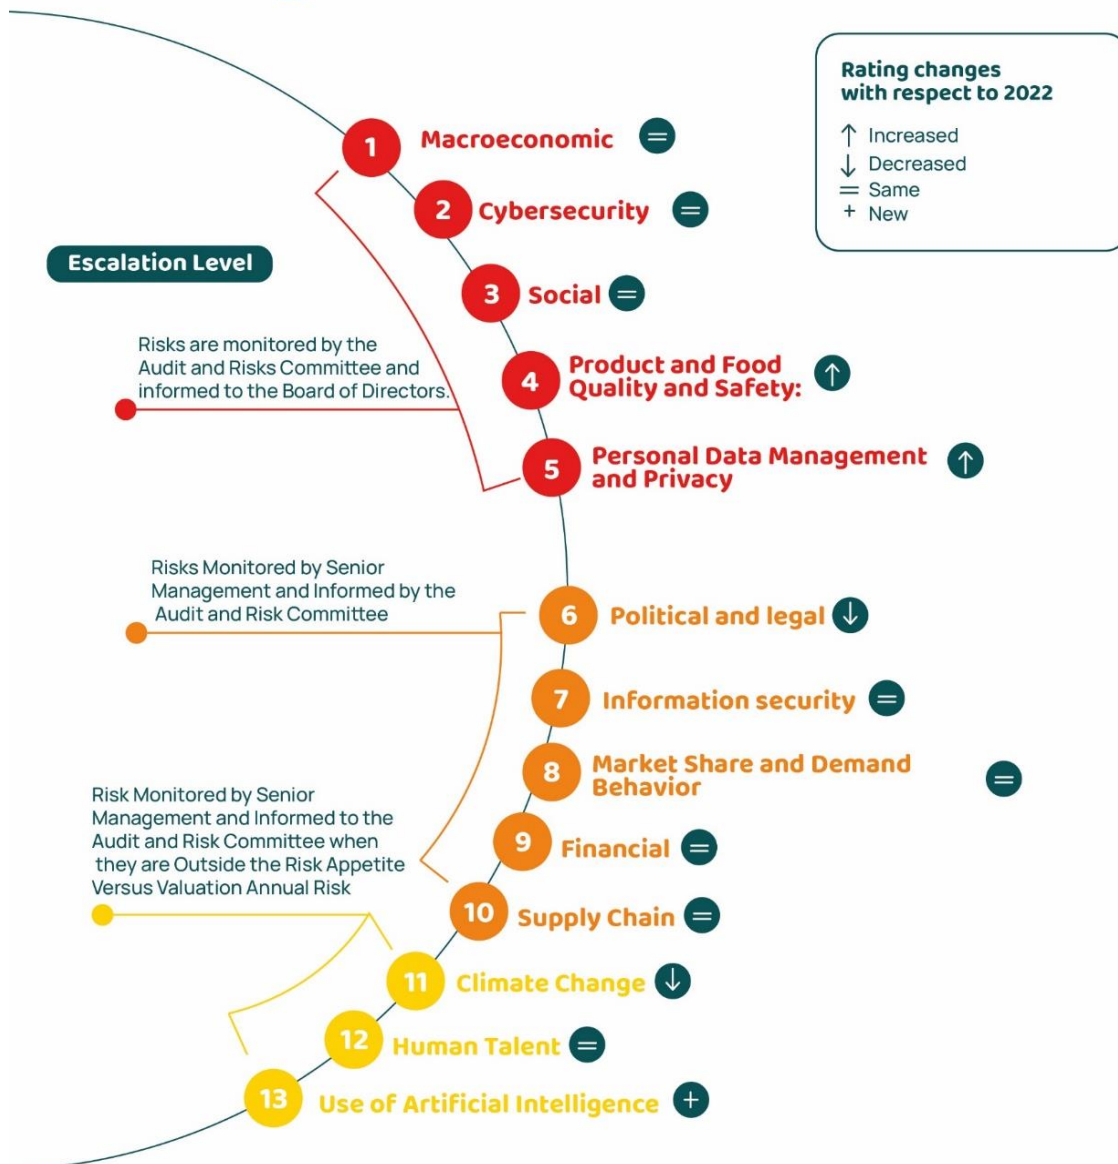 Rating changes
with respect to 2022
↑ Increased
↓ Decreased
= Same
+ New
1 Macroeconomic =
2 Cybersecurity =
Escalation Level
3 Social =
Risks are monitored by the
Audit and Risks Committee and
informed to the Board of Directors.
4 Product and Food
Quality and Safety: ↑
5 Personal Data Management
and Privacy ↑
Risks Monitored by Senior
Management and Informed by the
Audit and Risk Committee
6 Political and legal ↓
7 Information security =
8 Market Share and Demand
Behavior =
9 Financial =
10 Supply Chain =
Risk Monitored by Senior
Management and Informed to the
Audit and Risk Committee when
they are Outside the Risk Appetite
Versus Valuation Annual Risk
11 Climate Change ↓
12 Human Talent =
13 Use of Artificial Intelligence +